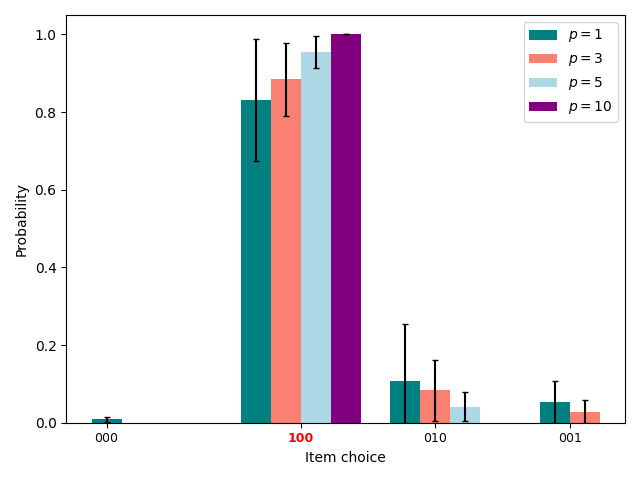 1.0
0.8
0.6
0.4
0.2
0.0
Probability
000
100
010
001
Item choice
p = 1
p = 3
p = 5
p = 10